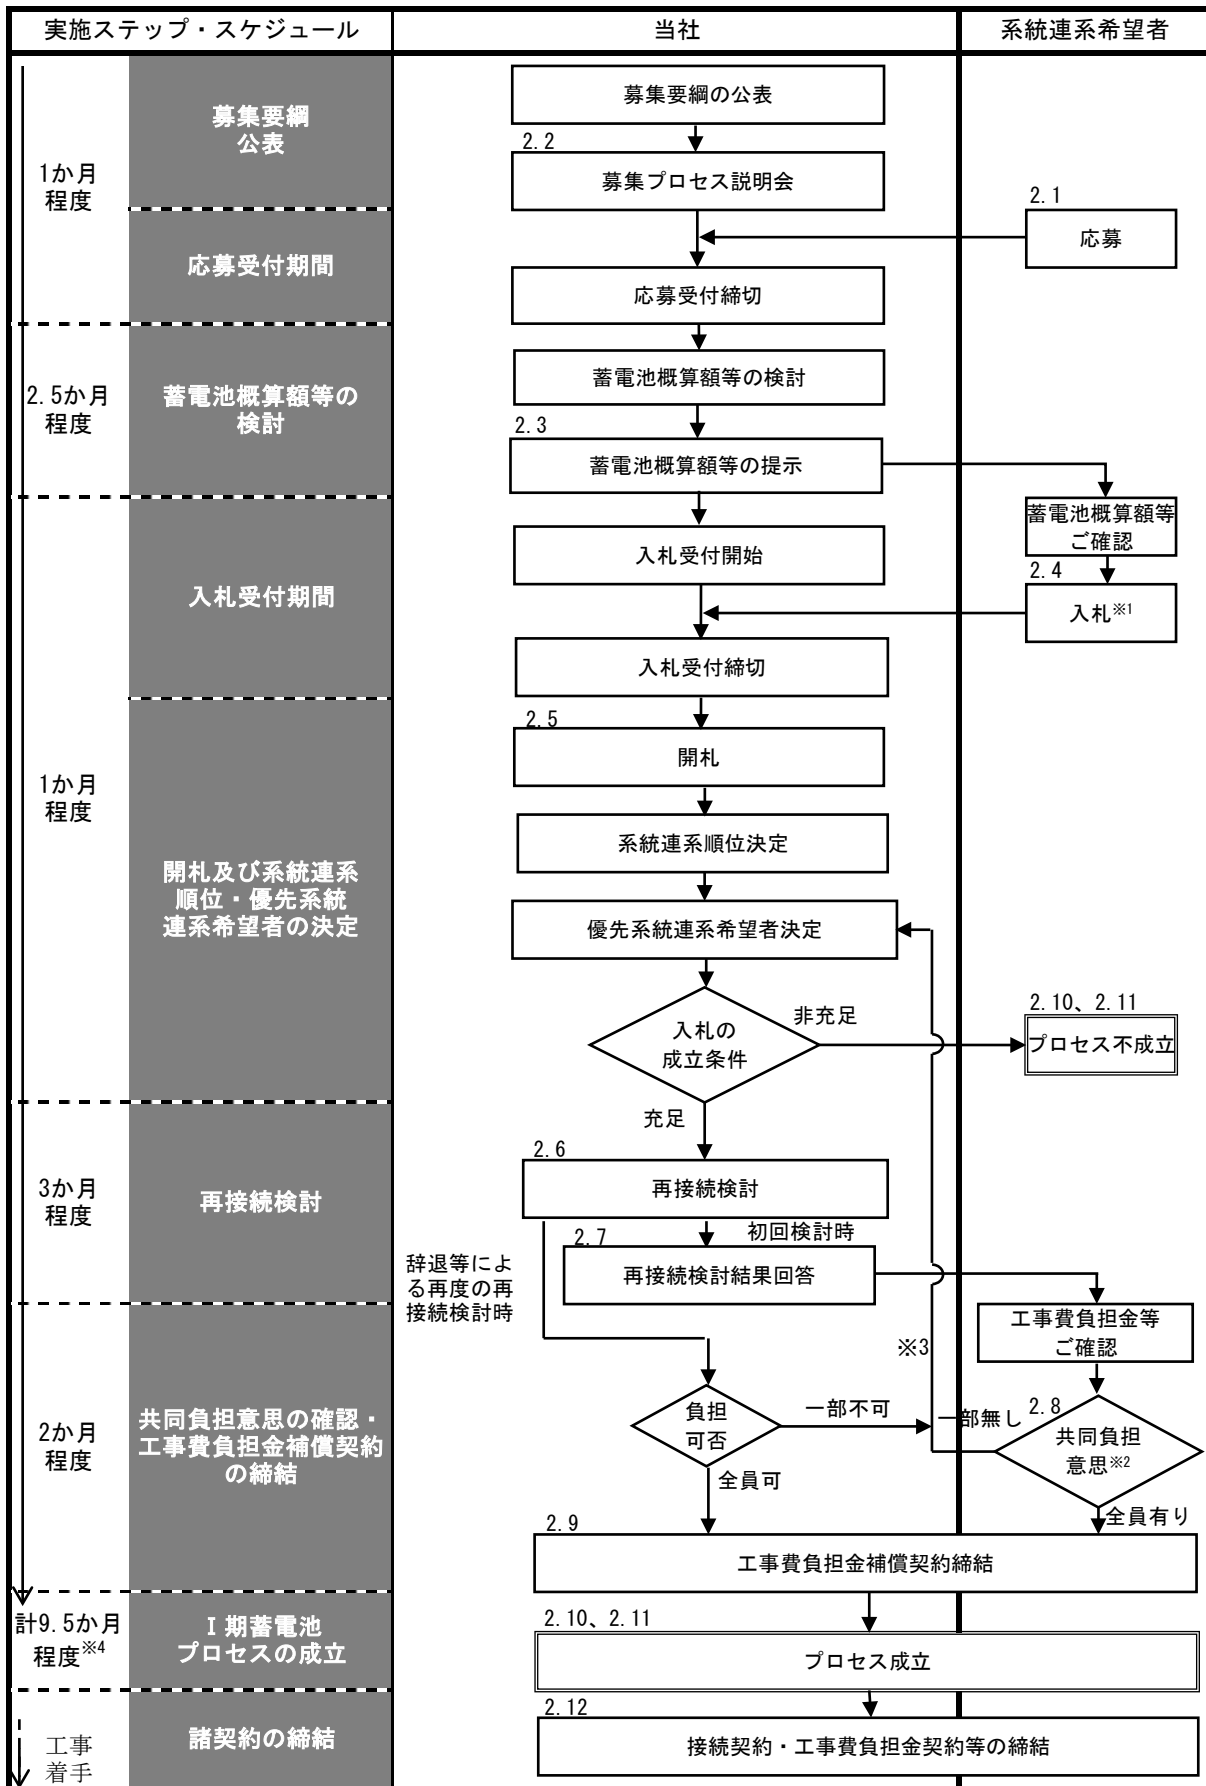 実施ステップ・スケジュール
当社
系統連系希望者
募集要綱
公表
募集要綱の公表
2.2
募集プロセス説明会
1か月
程度
2.1
応募
応募受付期間
応募受付締切
2.5か月
程度
蓄電池概算額等の
検討
蓄電池概算額等の検討
2.3
蓄電池概算額等の提示
蓄電池概算額等
ご確認
入札受付期間
入札受付開始
2.4
入札※1
入札受付締切
1か月
程度
2.5
開札
系統連系順位決定
開札及び系統連系
順位・優先系統
連系希望者の決定
優先系統連系希望者決定
入札の
成立条件
非充足
2.10、2.11
プロセス不成立
充足
3か月
程度
再接続検討
2.6
再接続検討
初回検討時
2.7
再接続検討結果回答
辞退等によ
る再度の再
接続検討時
工事費負担金等
ご確認
※3
2か月
程度
共同負担意思の確認・
工事費負担金補償契約
の締結
負担
可否
一部不可
一部無し
2.8
共同負担
意思※2
全員可
全員有り
2.9
工事費負担金補償契約締結
計9.5か月
程度※4
Ⅰ期蓄電池
プロセスの成立
2.10、2.11
プロセス成立
工事
着手
諸契約の締結
2.12
接続契約・工事費負担金契約等の締結